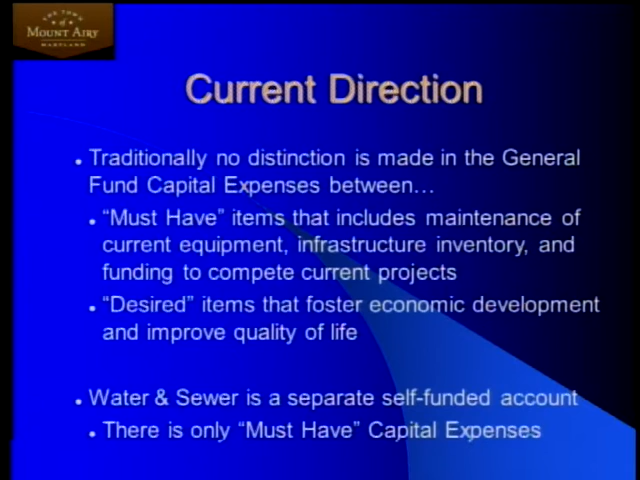 THE TOWN
of
MOUNT AIRY
MARYLAND
Current Direction
• Traditionally no distinction is made in the General
Fund Capital Expenses between…
• “Must Have” items that includes maintenance of
current equipment, infrastructure inventory, and
funding to compete current projects
• “Desired” items that foster economic development
and improve quality of life
• Water & Sewer is a separate self-funded account
• There is only “Must Have” Capital Expenses